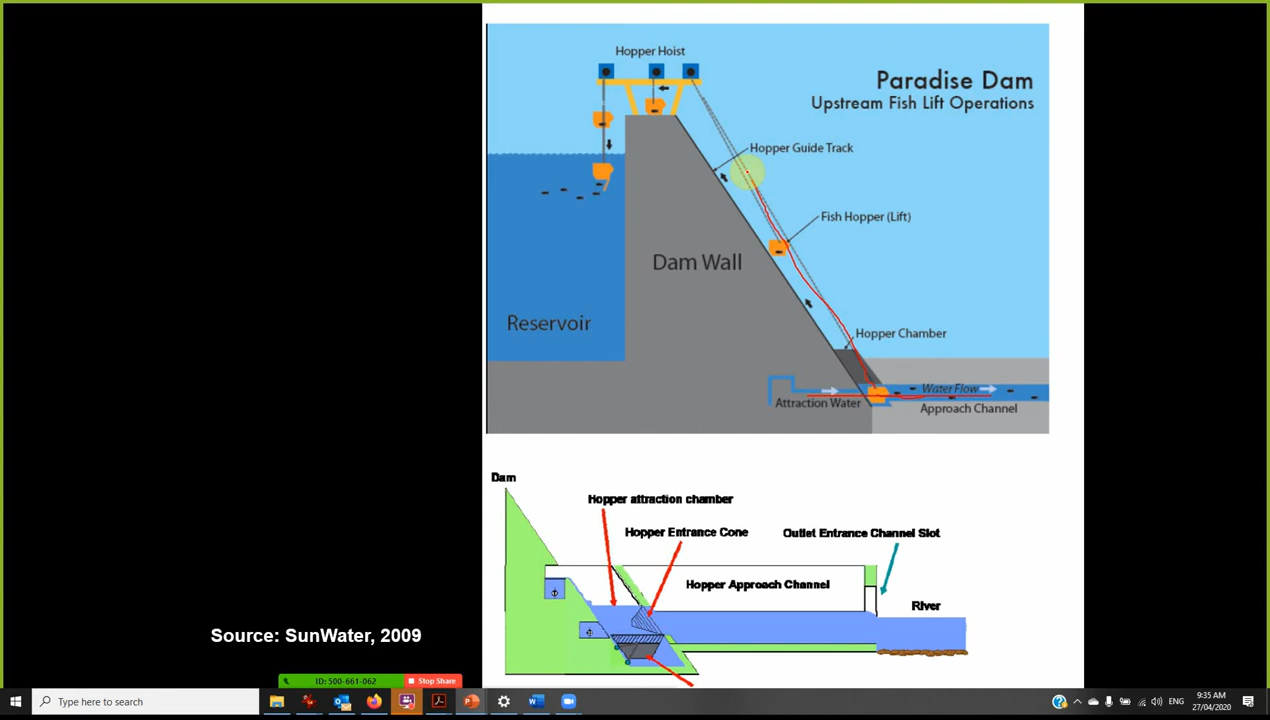 Hopper Hoist
Paradise Dam
Upstream Fish Lift Operations
Hopper Guide Track
Fish Hopper (Lift)
Dam Wall
Reservoir
Hopper Chamber
Water Flow
Attraction Water
Approach Channel
Dam
Hopper attraction chamber
Hopper Entrance Cone
Outlet Entrance Channel Slot
Hopper Approach Channel
River
Source: SunWater, 2009
ID: 500-661-062
Stop Share
Type here to search
ENG
9:35 AM
27/04/2020